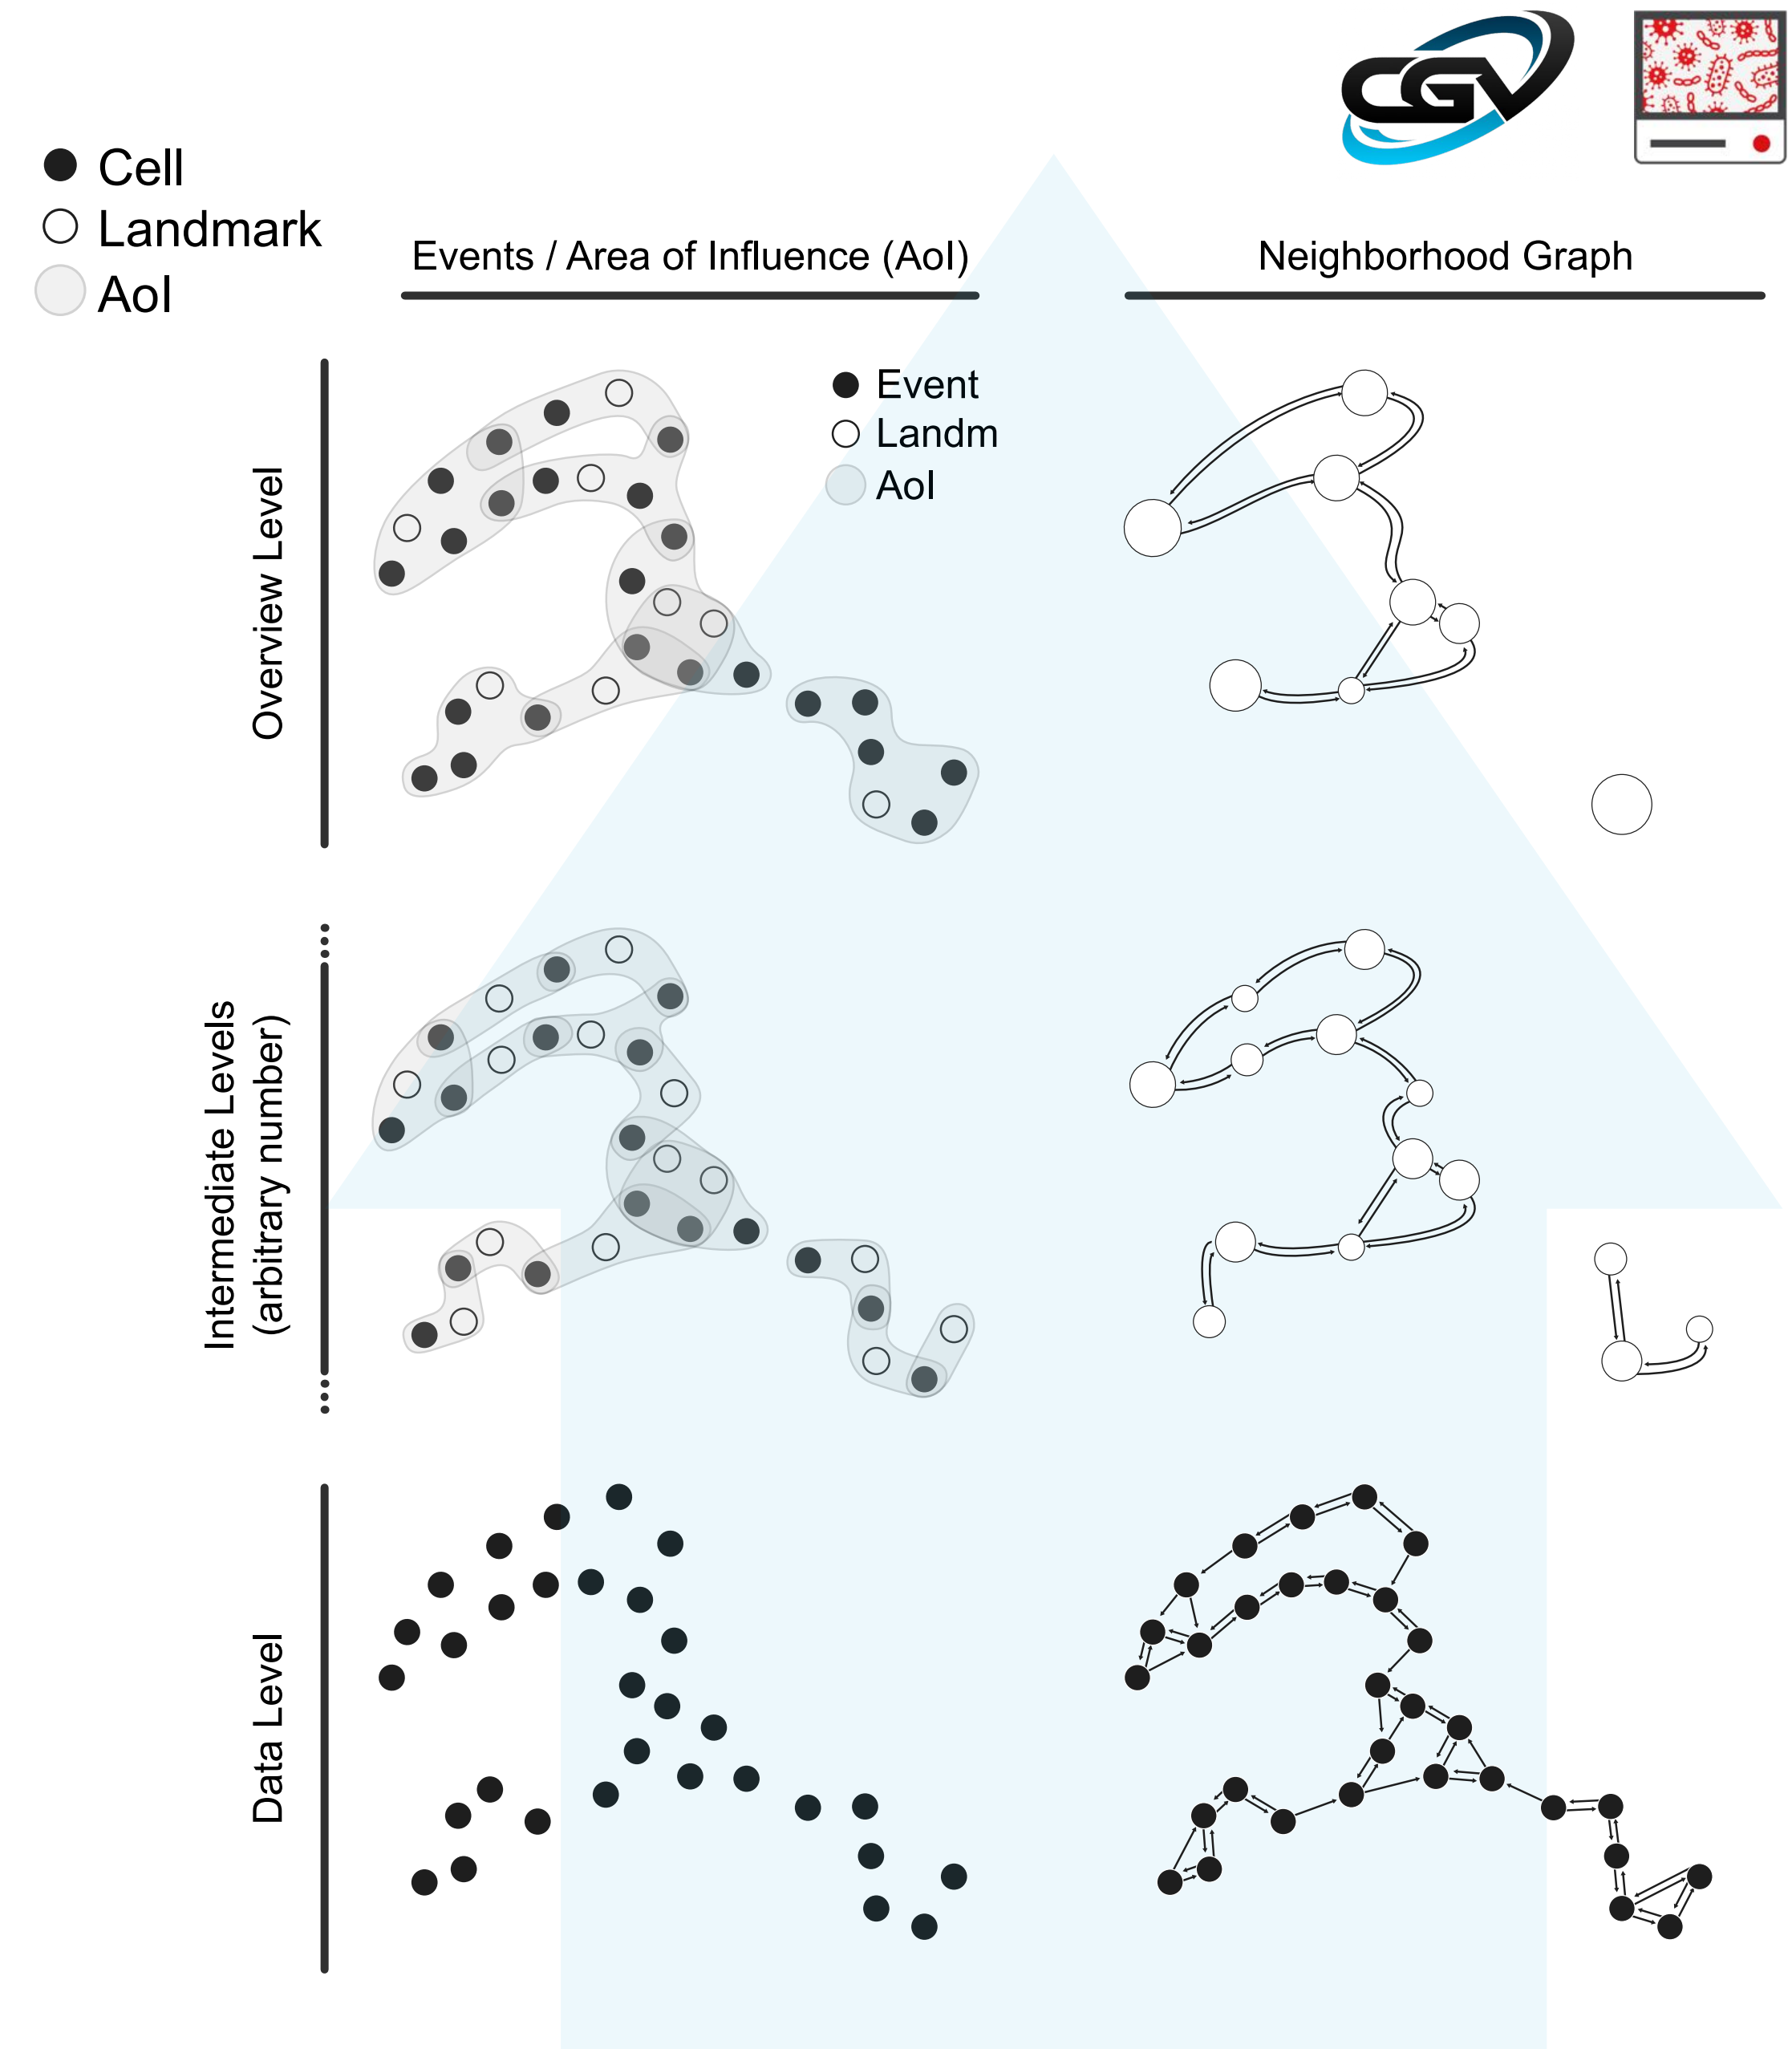 CGV
Cell
Landmark
AoI
Events / Area of Influence (AoI)
Neighborhood Graph
Event
Landm
AoI
Overview Level
Intermediate Levels
(arbitrary number)
Data Level